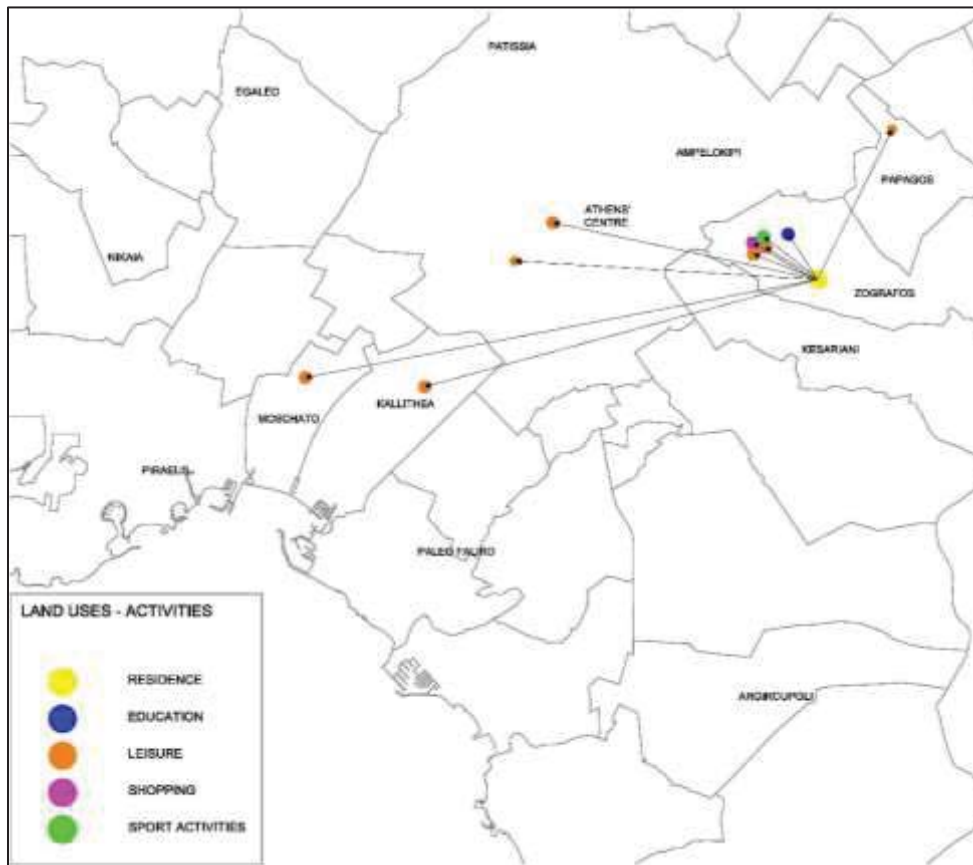 PATISSIA
EGALEO
AMPELOKIPI
PAPAGOS
ATHENS'
CENTRE
NIKAIA
ZOGRAFOS
KESARIANI
KALLITHEA
MOSCHATO
PIRAEUS
PALEO FALIRO
LAND USES - ACTIVITIES
RESIDENCE
EDUCATION
ARGIROUPOLI
LEISURE
SHOPPING
SPORT ACTIVITIES